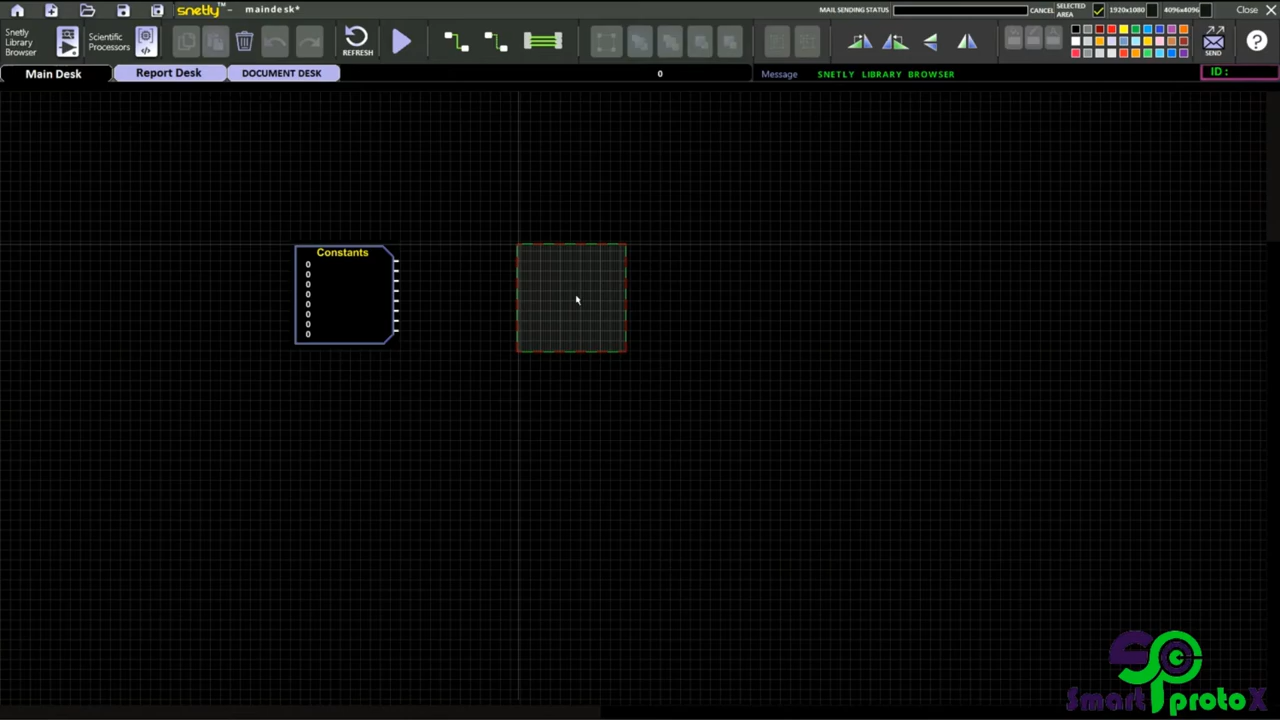 snetly - maindesk*
MAIL SENDING STATUS
CANCEL
SELECTED
AREA
1920x1080
4096x4096
Close
Snetly
Library
Browser
Scientific
Processors
REFRESH
SEND
?
Main Desk
Report Desk
DOCUMENT DESK
0
Message
SNETLY LIBRARY BROWSER
ID :
Constants
0
0
0
0
0
0
0
0
Smart protoX